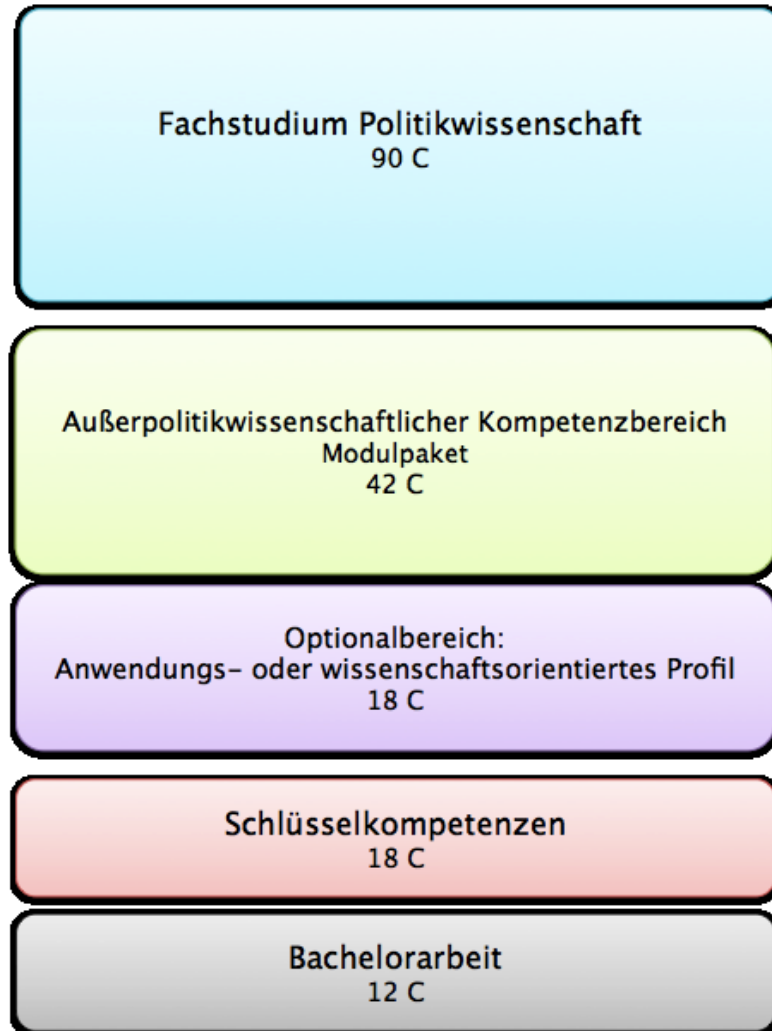 Fachstudium Politikwissenschaft
90 C
Außerpolitikwissenschaftlicher Kompetenzbereich
Modulpaket
42 C
Optionalbereich:
Anwendungs- oder wissenschaftsorientiertes Profil
18 C
Schlüsselkompetenzen
18 C
Bachelorarbeit
12 C